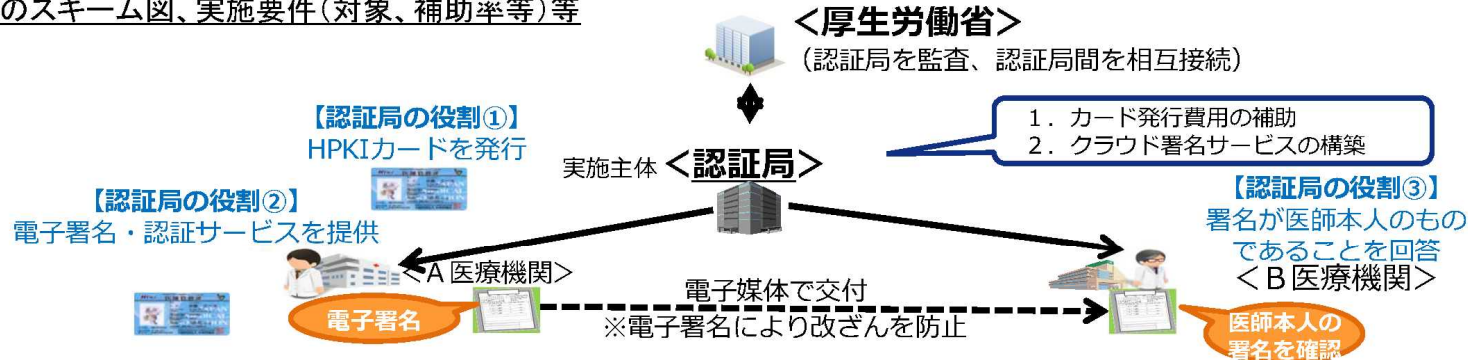 のスキーム図、実施要件（対象、補助率等）等
＜厚生労働省＞
（認証局を監査、認証局間を相互接続）
【認証局の役割①】
HPKIカードを発行
1．カード発行費用の補助
2．クラウド署名サービスの構築
実施主体＜認証局＞
【認証局の役割②】
電子署名・認証サービスを提供
【認証局の役割③】
署名が医師本人のもの
であることを回答
＜A医療機関＞
＜B医療機関＞
電子署名
電子媒体で交付
※電子署名により改ざんを防止
医師本人の
署名を確認